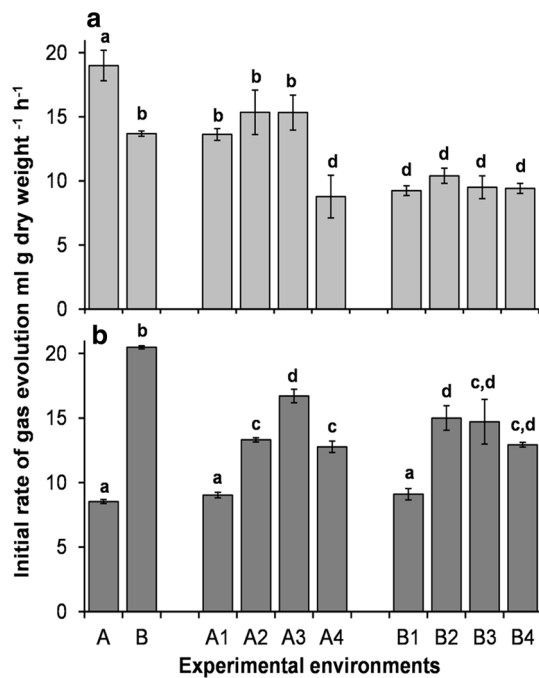 a
Initial rate of gas evolution ml g dry weight ⁻¹ h⁻¹
20
15
10
5
0
a
b
b
b
b
d
d
d
d
d
b
20
15
10
5
0
a
b
a
c
d
c
a
d
c,d
c,d
A B A1 A2 A3 A4 B1 B2 B3 B4
Experimental environments